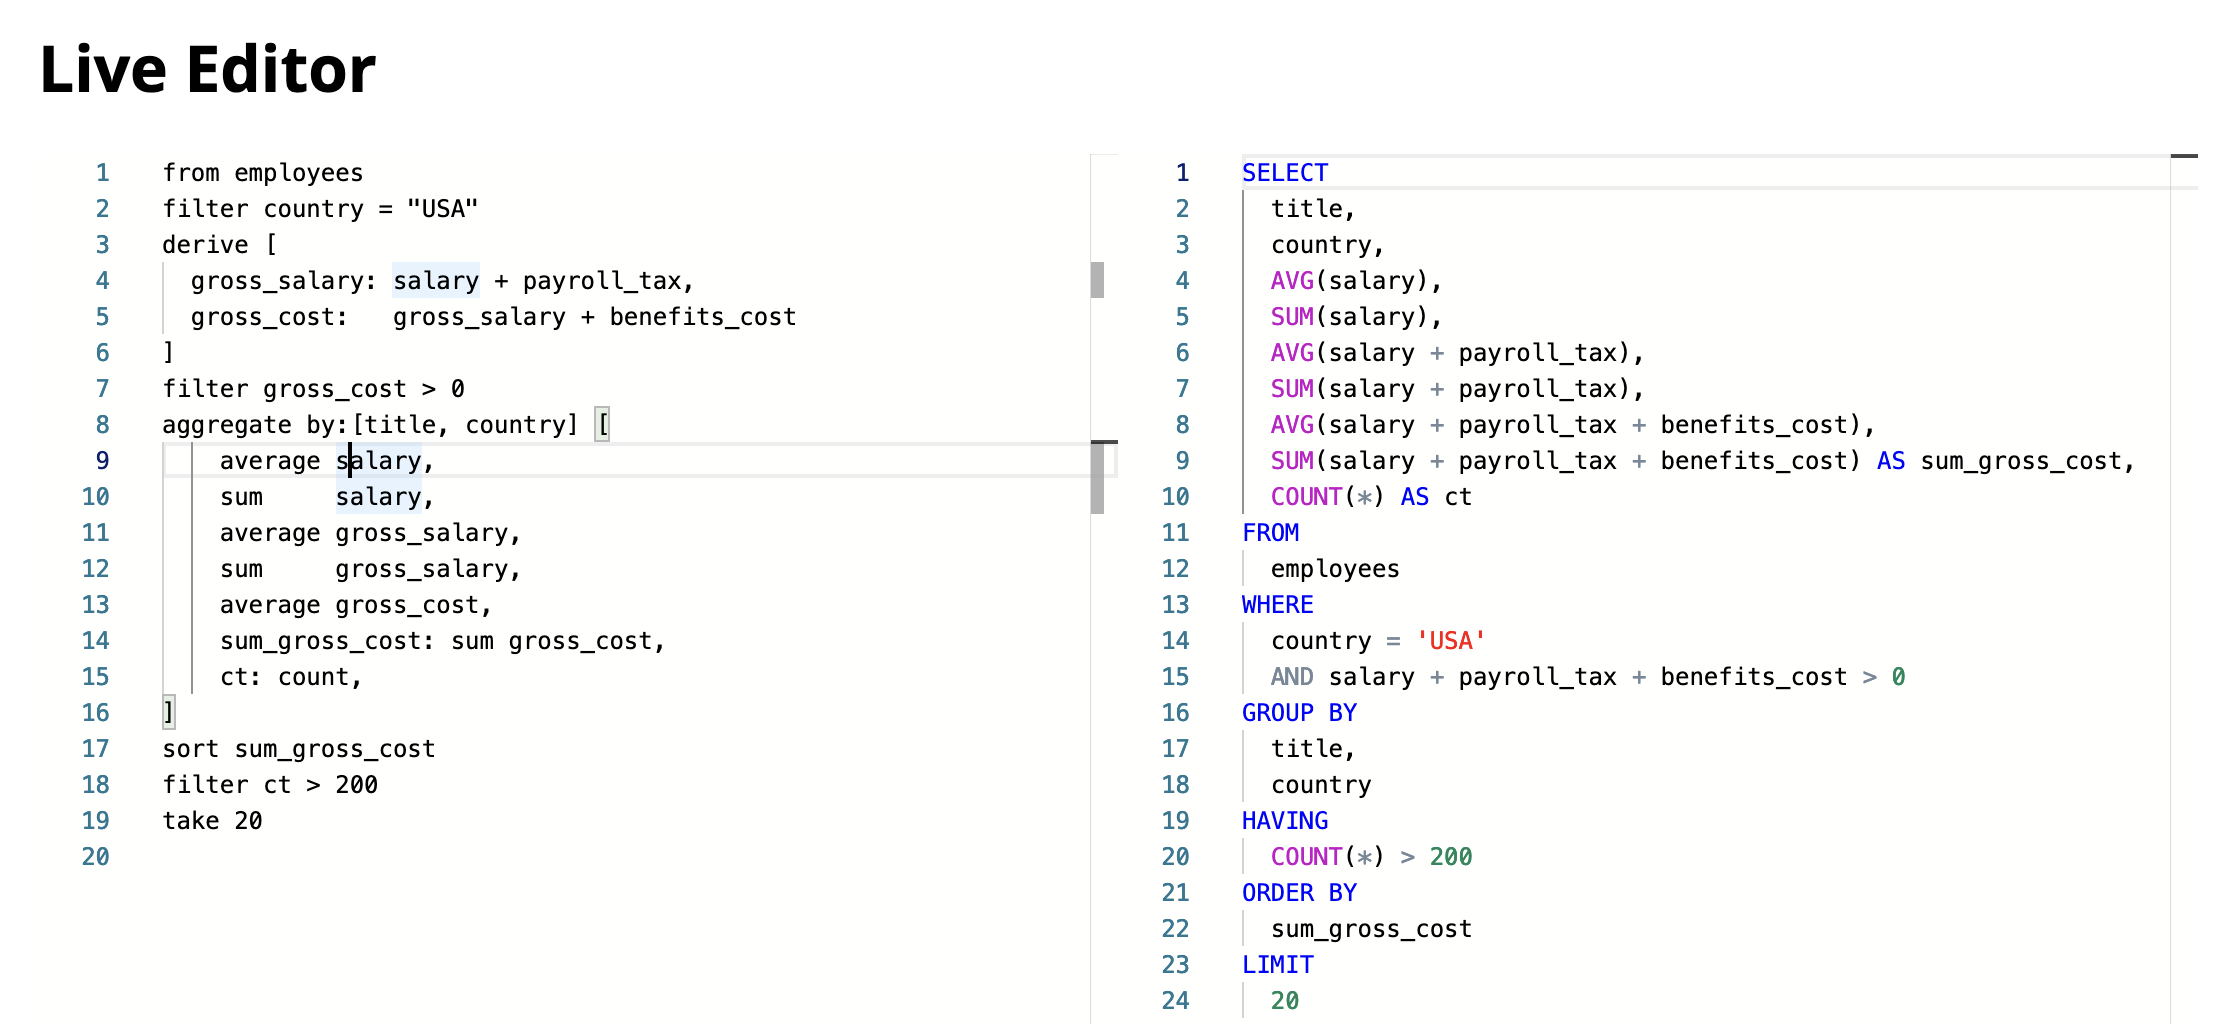 Live Editor
1 from employees
2 filter country = "USA"
3 derive [
4   gross_salary: salary + payroll_tax,
5   gross_cost:   gross_salary + benefits_cost
6 ]
7 filter gross_cost > 0
8 aggregate by:[title, country] [
9     average salary,
10     sum     salary,
11     average gross_salary,
12     sum     gross_salary,
13     average gross_cost,
14     sum_gross_cost: sum gross_cost,
15     ct: count,
16 ]
17 sort sum_gross_cost
18 filter ct > 200
19 take 20
20
1 SELECT
2   title,
3   country,
4   AVG(salary),
5   SUM(salary),
6   AVG(salary + payroll_tax),
7   SUM(salary + payroll_tax),
8   AVG(salary + payroll_tax + benefits_cost),
9   SUM(salary + payroll_tax + benefits_cost) AS sum_gross_cost,
10   COUNT(*) AS ct
11 FROM
12   employees
13 WHERE
14   country = 'USA'
15   AND salary + payroll_tax + benefits_cost > 0
16 GROUP BY
17   title,
18   country
19 HAVING
20   COUNT(*) > 200
21 ORDER BY
22   sum_gross_cost
23 LIMIT
24   20